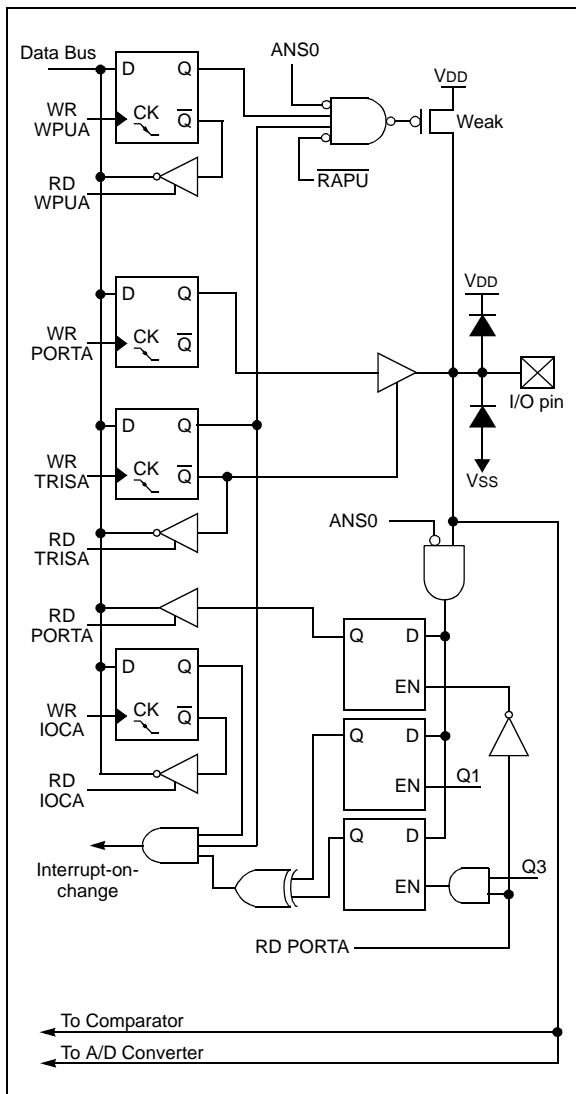 Data Bus
ANS0
D Q
VDD
WR
WPUA
CK
Q
Weak
RD
WPUA
RAPU
D Q
VDD
WR
PORTA
CK
Q
I/O pin
D Q
WR
TRISA
CK
Q
VSS
ANS0
RD
TRISA
RD
PORTA
Q D
EN
D Q
WR
IOCA
CK
Q
Q D
EN
Q1
RD
IOCA
Q D
EN
Q3
Interrupt-on-
change
RD PORTA
To Comparator
To A/D Converter